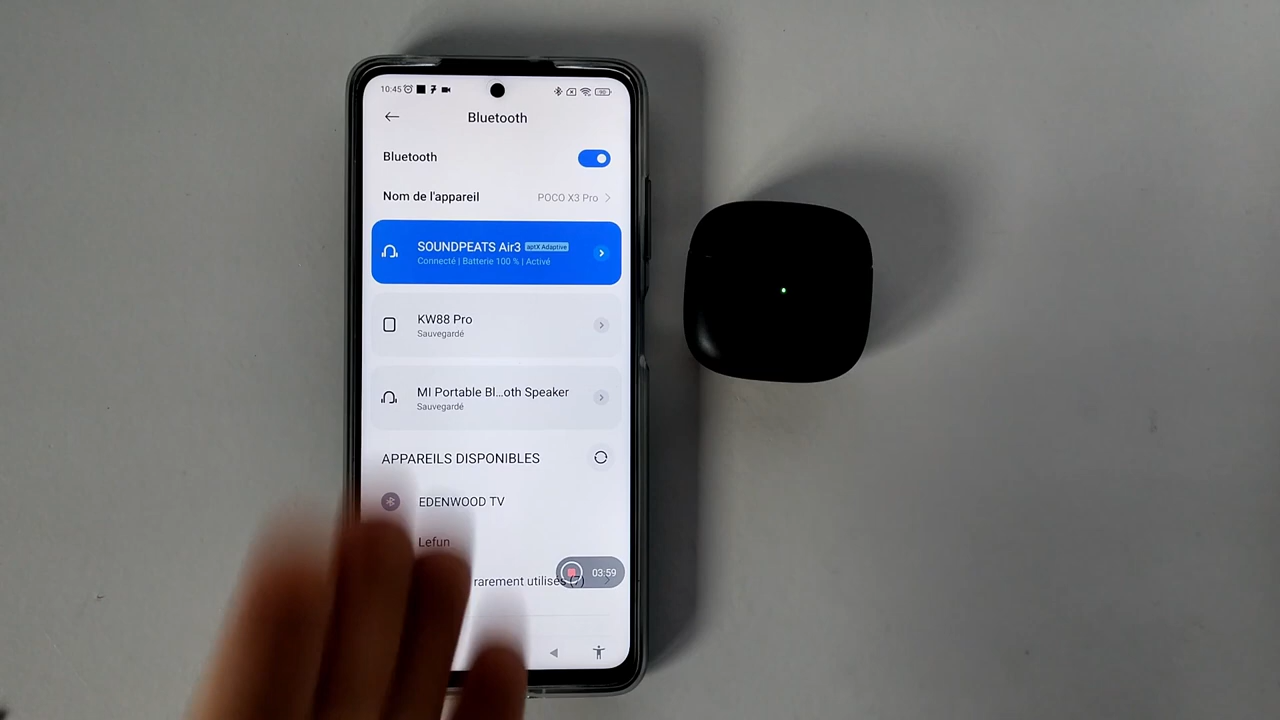 10:45
Bluetooth
Bluetooth
Nom de l'appareil POCO X3 Pro
SOUNDPEATS Air3 aptX Adaptive
Connecté | Batterie 100 % | Activé
KW88 Pro
Sauvegardé
MI Portable Bl...oth Speaker
Sauvegardé
APPAREILS DISPONIBLES
EDENWOOD TV
Lefun
rarement utilisés
03:59